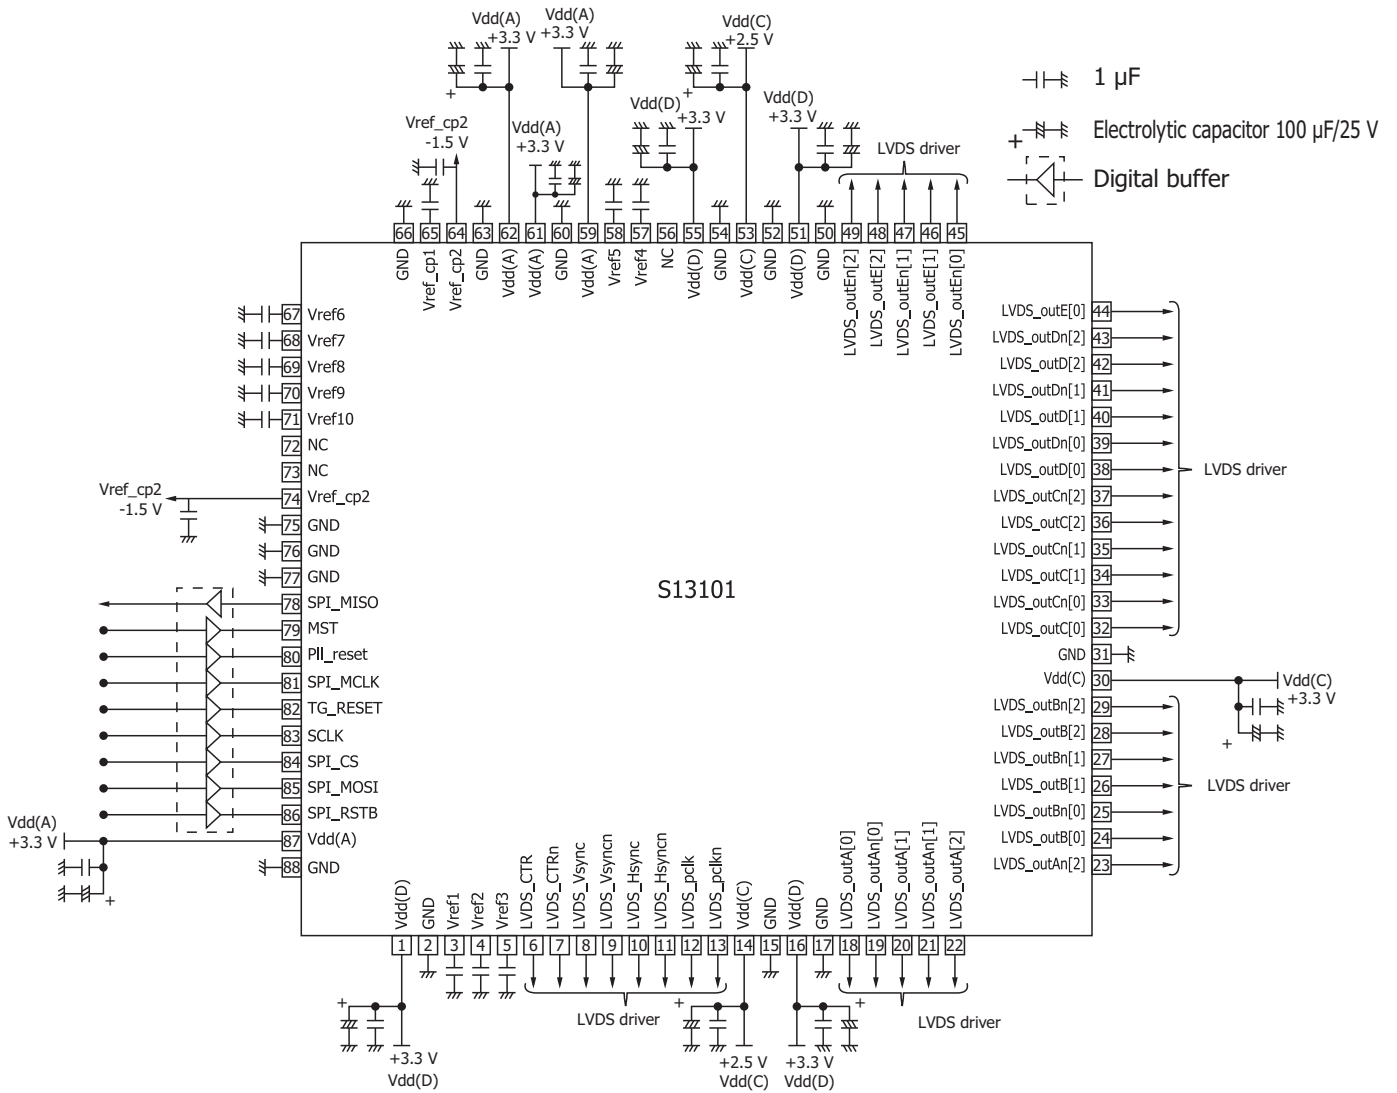 Vdd(A)
+3.3 V
Vdd(A)
+3.3 V
Vdd(C)
+2.5 V
1 μF
+
Electrolytic capacitor 100 μF/25 V
Digital buffer
+
+
Vref_cp2
-1.5 V
Vdd(A)
+3.3 V
Vdd(D)
+3.3 V
Vdd(D)
+3.3 V
LVDS driver
66 65 64 63 62 61 60 59 58 57 56 55 54 53 52 51 50 49 48 47 46 45
GND
Vref_cp1
Vref_cp2
GND
Vdd(A)
Vdd(A)
GND
Vdd(A)
Vref5
Vref4
NC
Vdd(D)
GND
Vdd(C)
GND
Vdd(D)
GND
LVDS_outEn[2]
LVDS_outE[2]
LVDS_outEn[1]
LVDS_outE[1]
LVDS_outEn[0]
67 Vref6
68 Vref7
69 Vref8
70 Vref9
71 Vref10
72 NC
73 NC
Vref_cp2
-1.5 V
74 Vref_cp2
75 GND
76 GND
77 GND
78 SPI_MISO
79 MST
80 Pll_reset
81 SPI_MCLK
82 TG_RESET
83 SCLK
84 SPI_CS
85 SPI_MOSI
86 SPI_RSTB
Vdd(A)
+3.3 V
87 Vdd(A)
88 GND
+
S13101
LVDS_outE[0] 44
LVDS_outDn[2] 43
LVDS_outD[2] 42
LVDS_outDn[1] 41
LVDS_outD[1] 40
LVDS_outDn[0] 39
LVDS_outD[0] 38
LVDS_outCn[2] 37
LVDS_outC[2] 36
LVDS_outCn[1] 35
LVDS_outC[1] 34
LVDS_outCn[0] 33
LVDS_outC[0] 32
LVDS driver
GND 31
Vdd(C) 30
Vdd(C)
+3.3 V
+
LVDS_outBn[2] 29
LVDS_outB[2] 28
LVDS_outBn[1] 27
LVDS_outB[1] 26
LVDS_outBn[0] 25
LVDS_outB[0] 24
LVDS_outAn[2] 23
LVDS driver
Vdd(D)
GND
Vref1
Vref2
Vref3
LVDS_CTR
LVDS_CTRn
LVDS_Vsync
LVDS_Vsyncn
LVDS_Hsync
LVDS_Hsyncn
LVDS_pclk
LVDS_pclkn
Vdd(C)
GND
Vdd(D)
GND
LVDS_outA[0]
LVDS_outAn[0]
LVDS_outA[1]
LVDS_outAn[1]
LVDS_outA[2]
1 2 3 4 5 6 7 8 9 10 11 12 13 14 15 16 17 18 19 20 21 22
+
+
+
LVDS driver
LVDS driver
+3.3 V
Vdd(D)
+2.5 V
Vdd(C)
+3.3 V
Vdd(D)